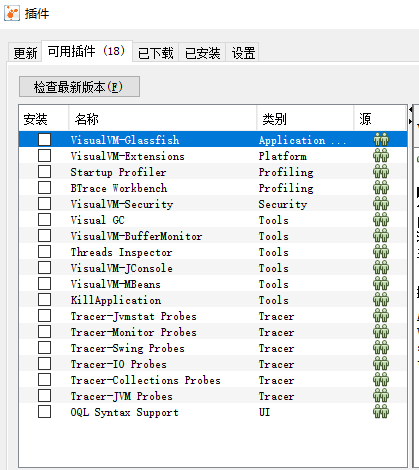 插件
更新 可用插件 (18) 已下载 已安装 设置
检查最新版本(F)
安装 名称 类别 源
VisualVM-Glassfish Application ...
VisualVM-Extensions Platform
Startup Profiler Profiling
BTrace Workbench Profiling
VisualVM-Security Security
Visual GC Tools
VisualVM-BufferMonitor Tools
Threads Inspector Tools
VisualVM-JConsole Tools
VisualVM-MBeans Tools
KillApplication Tools
Tracer-Jvmstat Probes Tracer
Tracer-Monitor Probes Tracer
Tracer-Swing Probes Tracer
Tracer-IO Probes Tracer
Tracer-Collections Probes Tracer
Tracer-JVM Probes Tracer
OQL Syntax Support UI